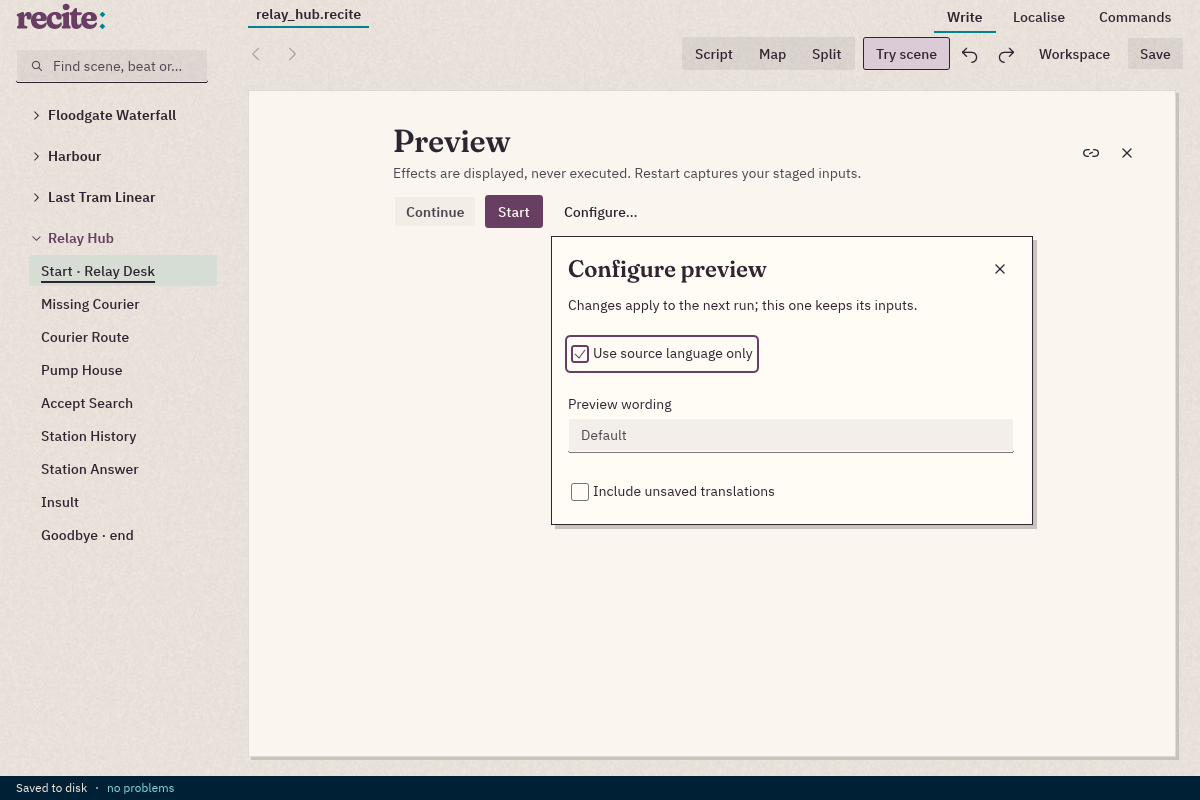 recite:
relay_hub.recite
Write
Localise
Commands
Find scene, beat or...
Script
Map
Split
Try scene
Workspace
Save
Floodgate Waterfall
Harbour
Last Tram Linear
Relay Hub
Start · Relay Desk
Missing Courier
Courier Route
Pump House
Accept Search
Station History
Station Answer
Insult
Goodbye · end
Preview
Effects are displayed, never executed. Restart captures your staged inputs.
Continue
Start
Configure...
Configure preview
Changes apply to the next run; this one keeps its inputs.
Use source language only
Preview wording
Default
Include unsaved translations
Saved to disk · no problems